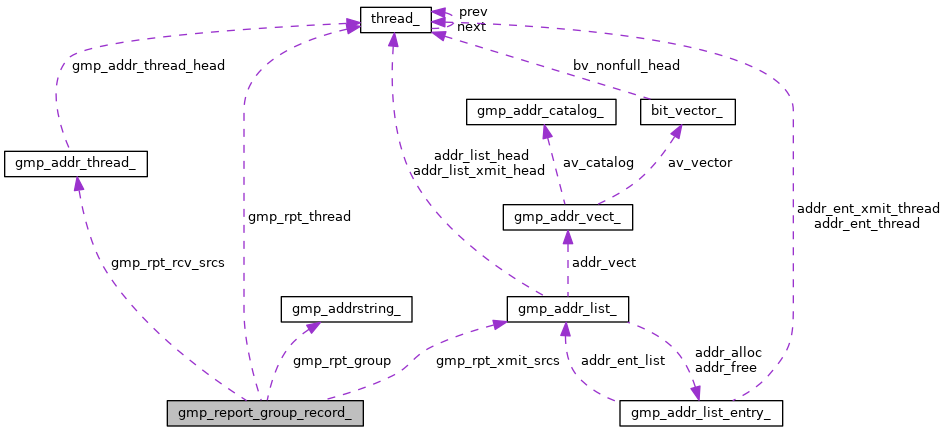 thread_
prev
next
gmp_addr_thread_head
bv_nonfull_head
gmp_addr_catalog_
bit_vector_
gmp_addr_thread_
addr_list_head
addr_list_xmit_head
av_catalog
av_vector
gmp_rpt_thread
gmp_addr_vect_
addr_ent_xmit_thread
addr_ent_thread
gmp_rpt_rcv_srcs
addr_vect
gmp_addrstring_
gmp_addr_list_
gmp_rpt_group
gmp_rpt_xmit_srcs
addr_ent_list
addr_alloc
addr_free
gmp_report_group_record_
gmp_addr_list_entry_